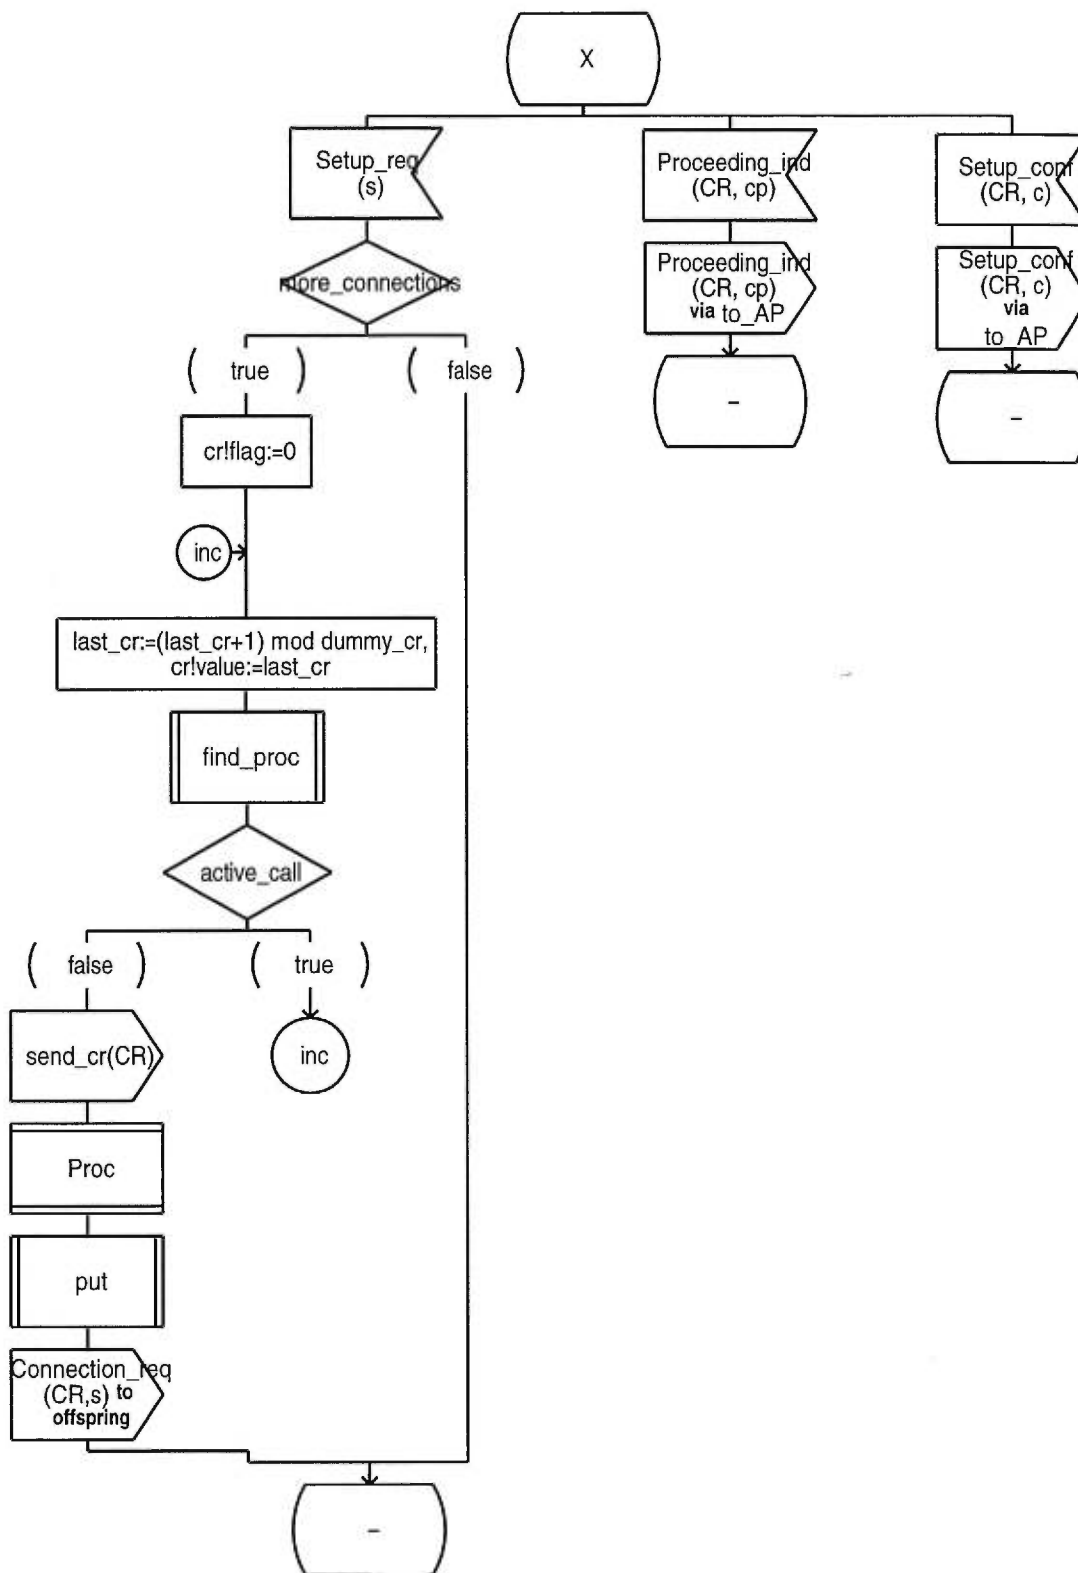 X
Setup_req
(s)
Proceeding_ind
(CR, cp)
Setup_conf
(CR, c)
more_connections
Proceeding_ind
(CR, cp)
via to_AP
Setup_conf
(CR, c)
via
to_AP
( true )
( false )
–
–
cr!flag:=0
inc
last_cr:=(last_cr+1) mod dummy_cr,
cr!value:=last_cr
find_proc
active_call
( false )
( true )
send_cr(CR)
inc
Proc
put
Connection_req
(CR,s) to
offspring
–